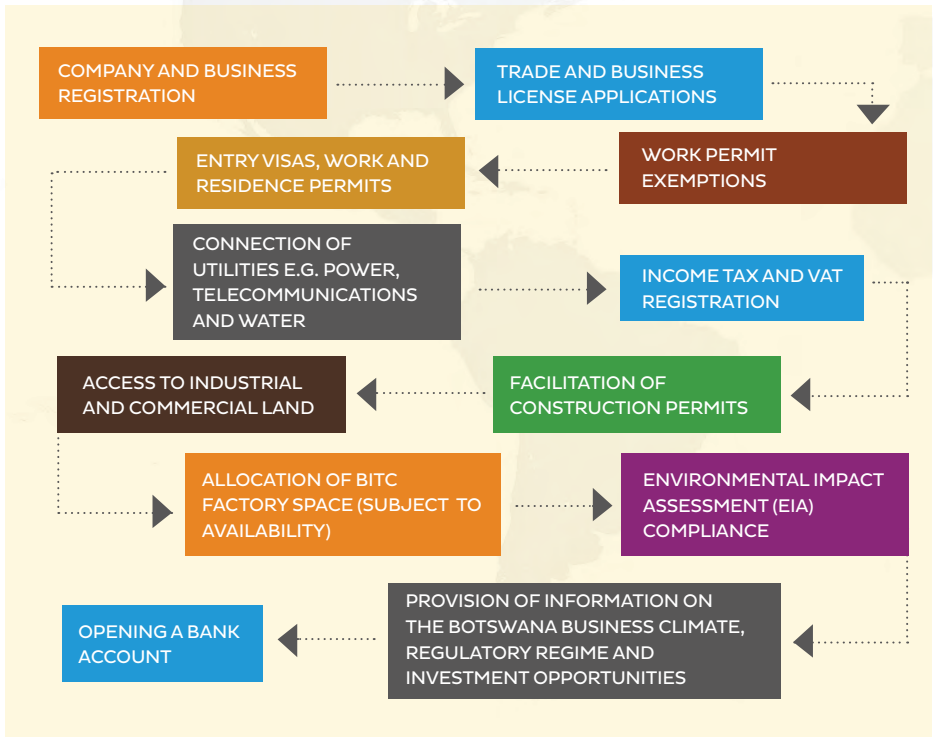 COMPANY AND BUSINESS
REGISTRATION
TRADE AND BUSINESS
LICENSE APPLICATIONS
WORK PERMIT
EXEMPTIONS
ENTRY VISAS, WORK AND
RESIDENCE PERMITS
CONNECTION OF
UTILITIES E.G. POWER,
TELECOMMUNICATIONS
AND WATER
INCOME TAX AND VAT
REGISTRATION
FACILITATION OF
CONSTRUCTION PERMITS
ACCESS TO INDUSTRIAL
AND COMMERCIAL LAND
ALLOCATION OF BITC
FACTORY SPACE (SUBJECT TO
AVAILABILITY)
ENVIRONMENTAL IMPACT
ASSESSMENT (EIA)
COMPLIANCE
PROVISION OF INFORMATION ON
THE BOTSWANA BUSINESS CLIMATE,
REGULATORY REGIME AND
INVESTMENT OPPORTUNITIES
OPENING A BANK
ACCOUNT